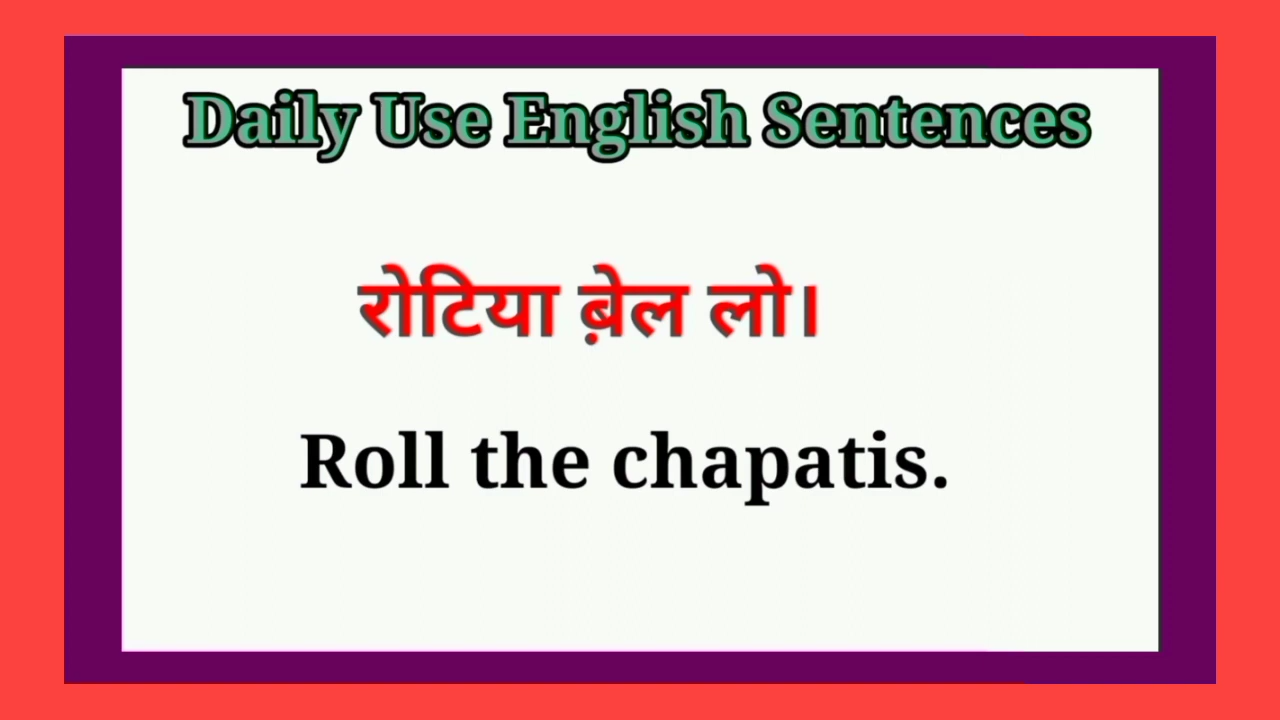 Daily Use English Sentences
रोटिया ब़ेल लो।
Roll the chapatis.